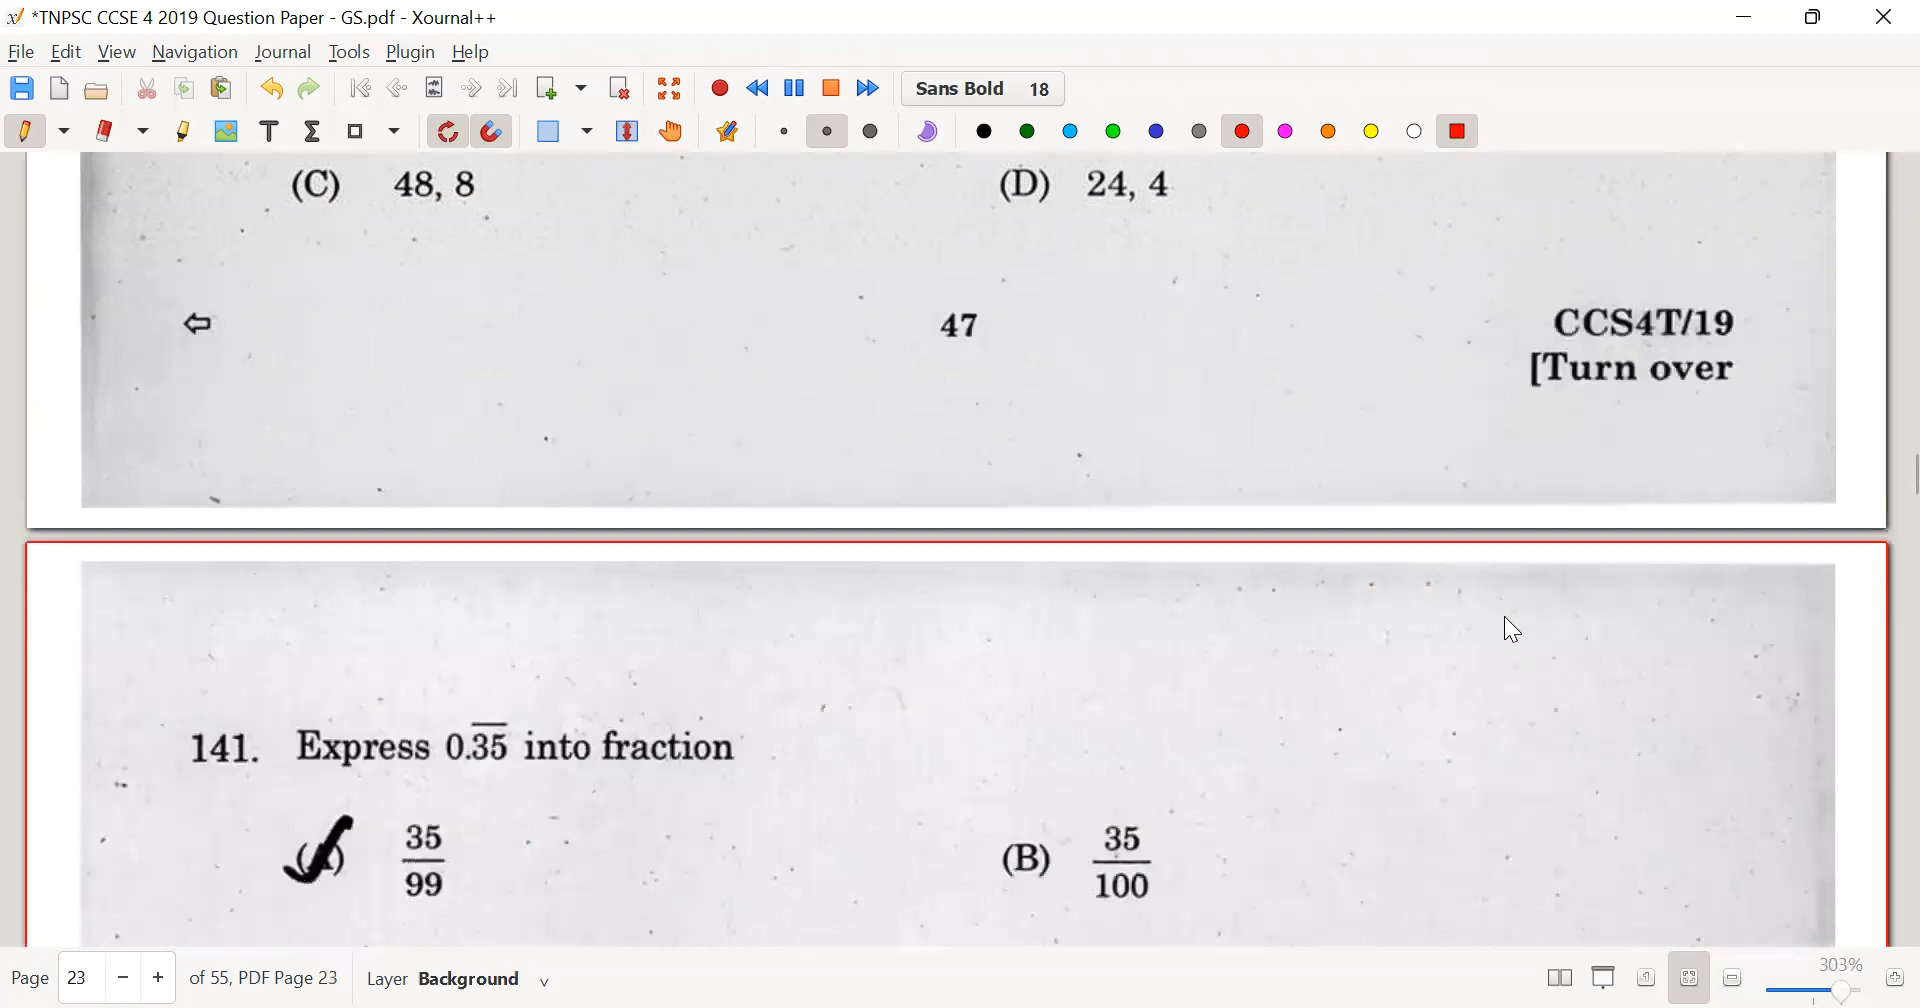 *TNPSC CCSE 4 2019 Question Paper - GS.pdf - Xournal++
File Edit View Navigation Journal Tools Plugin Help
Sans Bold 18
(C) 48, 8 (D) 24, 4
47 CCS4T/19
[Turn over
141. Express 0.3̅5̅ into fraction
(A) 35/99 (B) 35/100
Page 23 − + of 55, PDF Page 23 Layer Background 303%